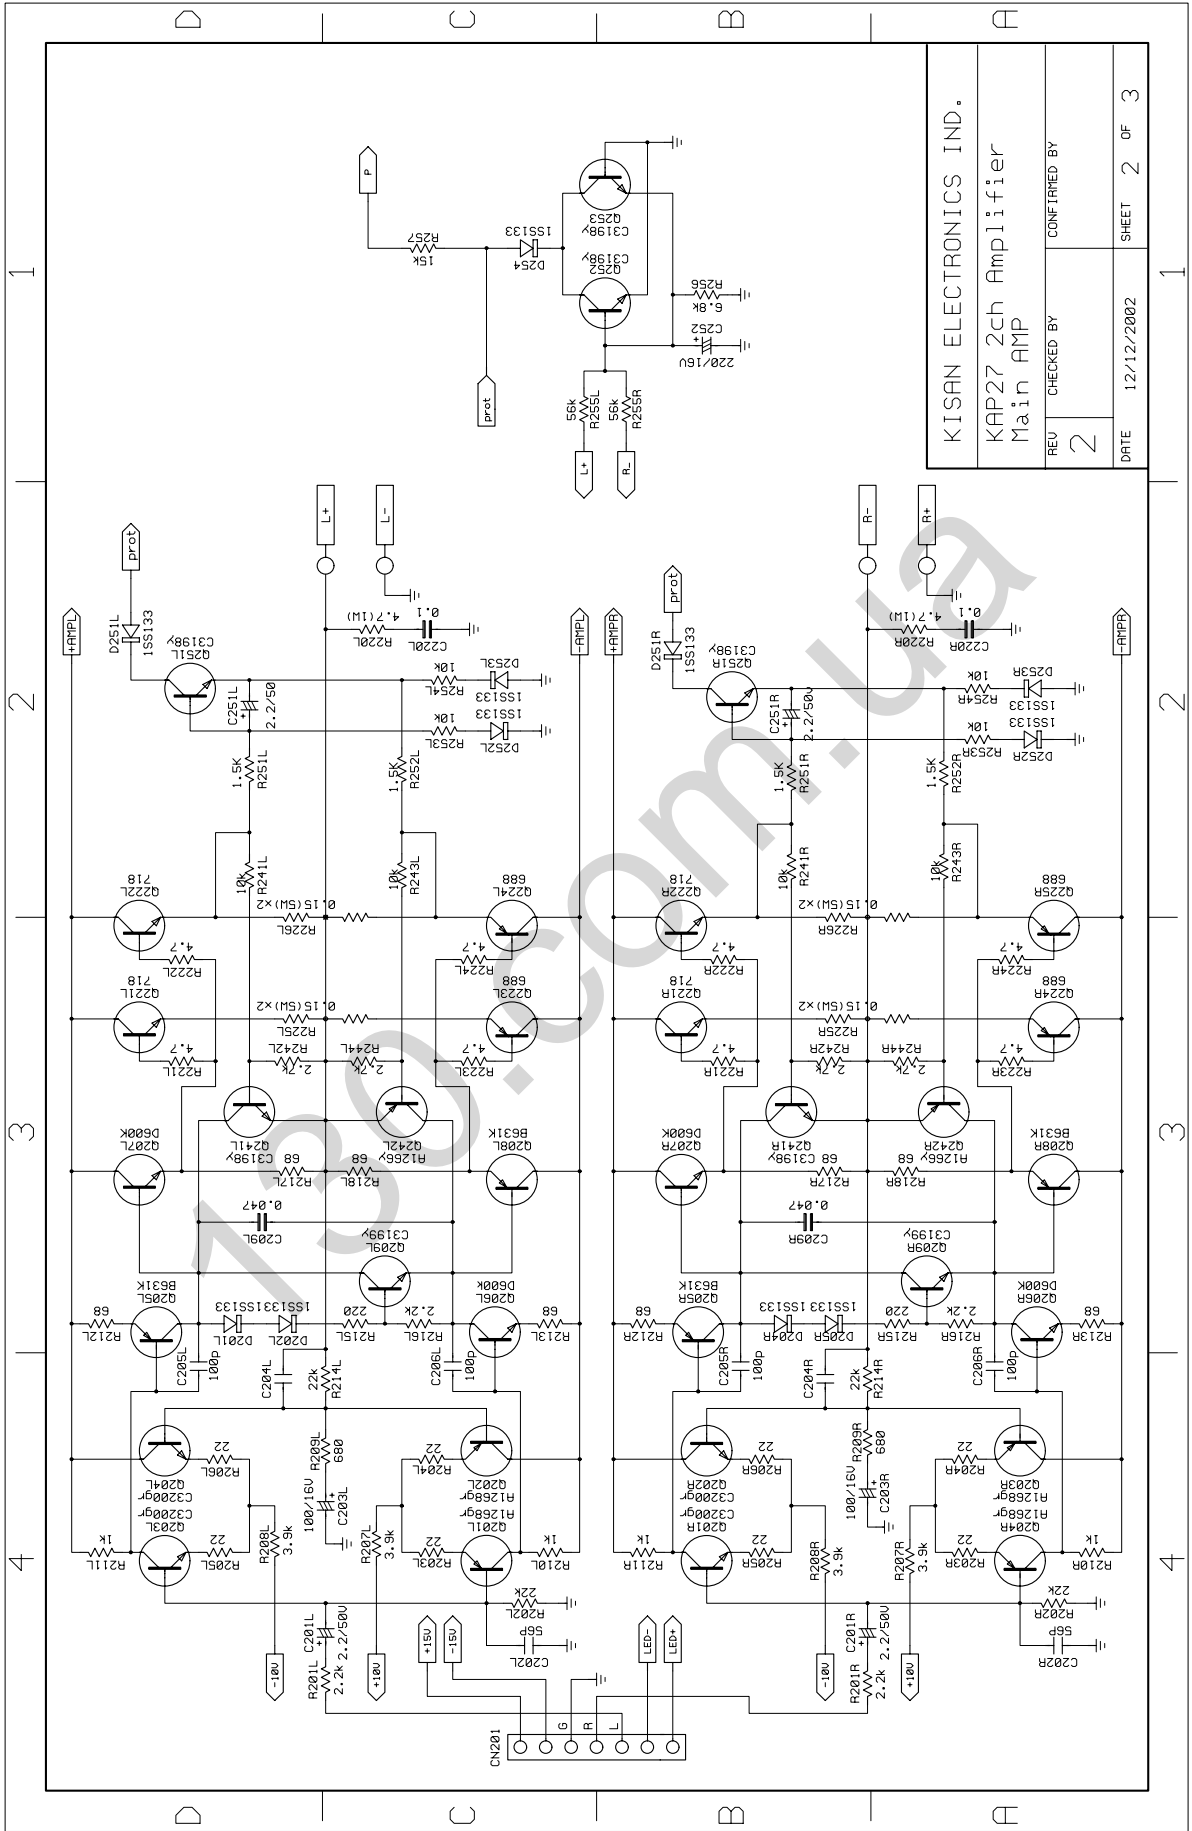 D
C
B
A
1
2
3
4
P
R257
15k
prot
1SS133
D254
Q252
C3198y
Q253
C3198y
R256
6.8k
C252
+
220/16V
56k
R255L
56k
R255R
L+
R_
KISAN ELECTRONICS IND.
KAP27 2ch Amplifier
Main AMP
REV
2
CHECKED BY
CONFIRMED BY
DATE
12/12/2002
SHEET 2 OF 3
+AMPL
prot
D251L
1SS133
Q251L
C3198y
C251L
2.2/50
+
R251L
1.5K
R241L
10k
L+
L-
R220L
4.7(1W)
C220L
0.1
R254L
10k
D253L
1SS133
R253L
10k
D252L
1SS133
R252L
1.5K
R243L
10k
-AMPL
Q222L
718
R222L
4.7
R226L
0.15(5W)x2
Q224L
688
R224L
4.7
Q221L
718
R221L
4.7
R225L
0.15(5W)x2
Q223L
688
R223L
4.7
R242L
2.7k
R244L
2.7k
Q241L
C3198y
Q242L
A1266y
Q207L
D600K
R217L
68
R218L
68
Q208L
B631K
C209L
0.047
Q209L
C3199y
Q205L
B631K
R212L
68
D201L
1SS133
D202L
1SS133
R215L
220
R216L
2.2k
Q206L
D600k
R213L
68
C205L
100p
C204L
R214L
22k
C206L
100p
Q204L
C3200gr
Q203L
C3200gr
R206L
22
R205L
22
R211L
1k
R208L
3.9k
-10V
R209L
680
C203L
100/16V
+
R207L
3.9k
+10V
R204L
22
R203L
22
Q202L
A1268gr
Q201L
A1268gr
R210L
1k
R202L
22k
C201L
2.2/50V
+
R201L
2.2k
C202L
56P
+15V
-15V
LED-
LED+
G
R
L
CN201
+AMPR
prot
D251R
1SS133
Q251R
C3198y
C251R
2.2/50v
+
R251R
1.5K
R241R
10k
R-
R+
R220R
4.7(1W)
C220R
0.1
R254R
10k
D253R
1SS133
R253R
10k
D252R
1SS133
R252R
1.5K
R243R
10k
-AMPR
Q222R
718
R222R
4.7
R226R
0.15(5W)x2
Q225R
688
R224R
4.7
Q221R
718
R221R
4.7
R225R
0.15(5W)x2
Q224R
688
R223R
4.7
R242R
2.7k
R244R
2.7k
Q241R
C3198y
Q242R
A1266y
Q207R
D600K
R217R
68
R218R
68
Q208R
B631K
C209R
0.047
Q209R
C3199y
Q205R
B631K
R212R
68
D204R
1SS133
D205R
1SS133
R215R
220
R216R
2.2k
Q206R
D600k
R213R
68
C205R
100p
C204R
R214R
22k
C206R
100p
Q202R
C3200gr
Q201R
C3200gr
R206R
22
R205R
22
R211R
1k
R208R
3.9k
-10V
R209R
680
C203R
100/16V
+
R207R
3.9k
+10V
R204R
22
R203R
22
Q203R
A1268gr
Q204R
A1268gr
R210R
1k
R202R
22k
C201R
2.2/50V
+
R201R
2.2k
C202R
56P
D
C
B
A
1
2
3
4
130.com.ua